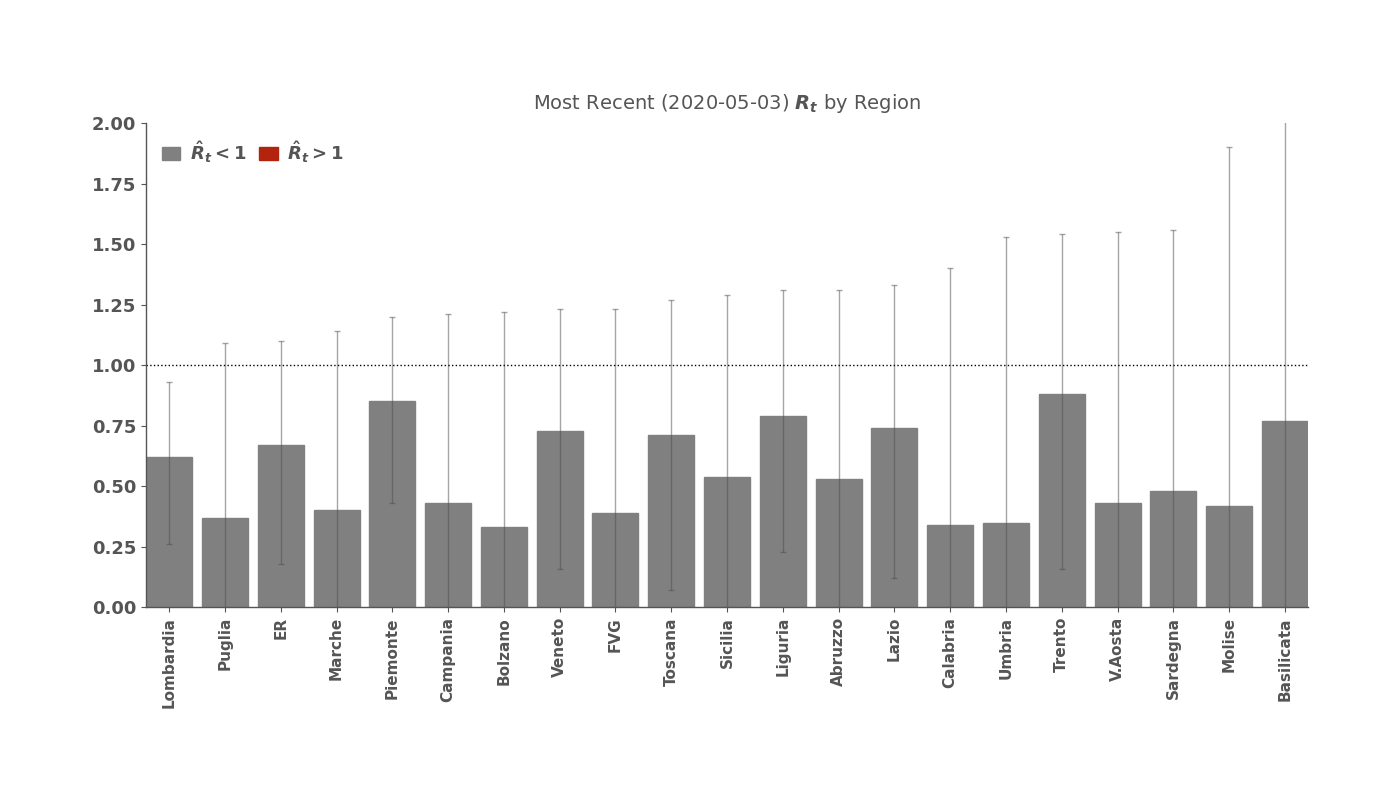 Most Recent (2020-05-03) Rₜ by Region
R̂ₜ < 1 R̂ₜ > 1
2.00
1.75
1.50
1.25
1.00
0.75
0.50
0.25
0.00
Lombardia
Puglia
ER
Marche
Piemonte
Campania
Bolzano
Veneto
FVG
Toscana
Sicilia
Liguria
Abruzzo
Lazio
Calabria
Umbria
Trento
V.Aosta
Sardegna
Molise
Basilicata